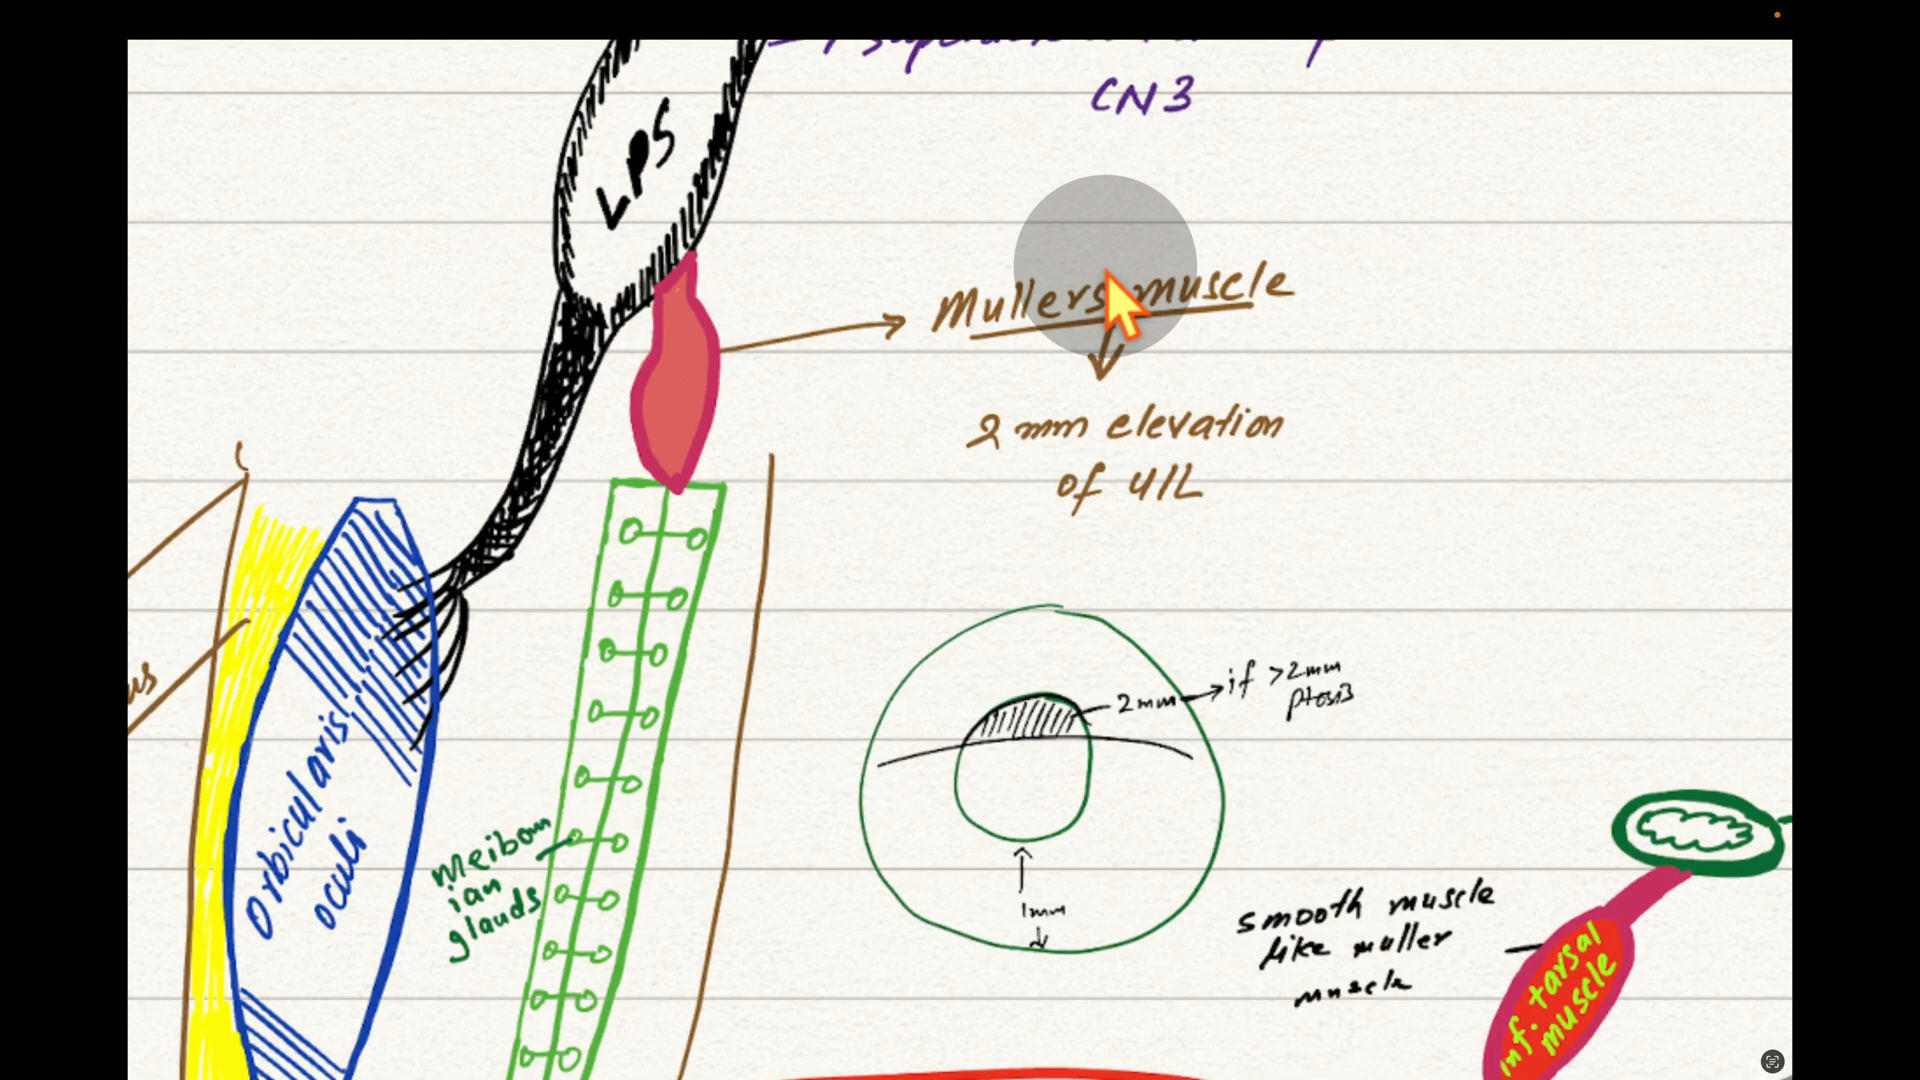 CN3
LPS
Mullers muscle
2 mm elevation
of U/L
if >2mm
2mm
ptosis
Orbicularis
oculi
Meibom
ian
glands
1mm
smooth muscle
like muller
muscle
inf. tarsal
muscle